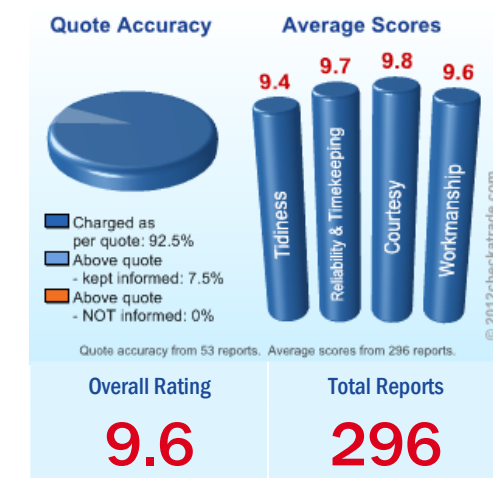 Quote Accuracy
Average Scores
9.4
9.7
9.8
9.6
Tidiness
Reliability & Timekeeping
Courtesy
Workmanship
Charged as
per quote: 92.5%
Above quote
- kept informed: 7.5%
Above quote
- NOT informed: 0%
© 2012checkatrade.com
Quote accuracy from 53 reports. Average scores from 296 reports.
Overall Rating
9.6
Total Reports
296